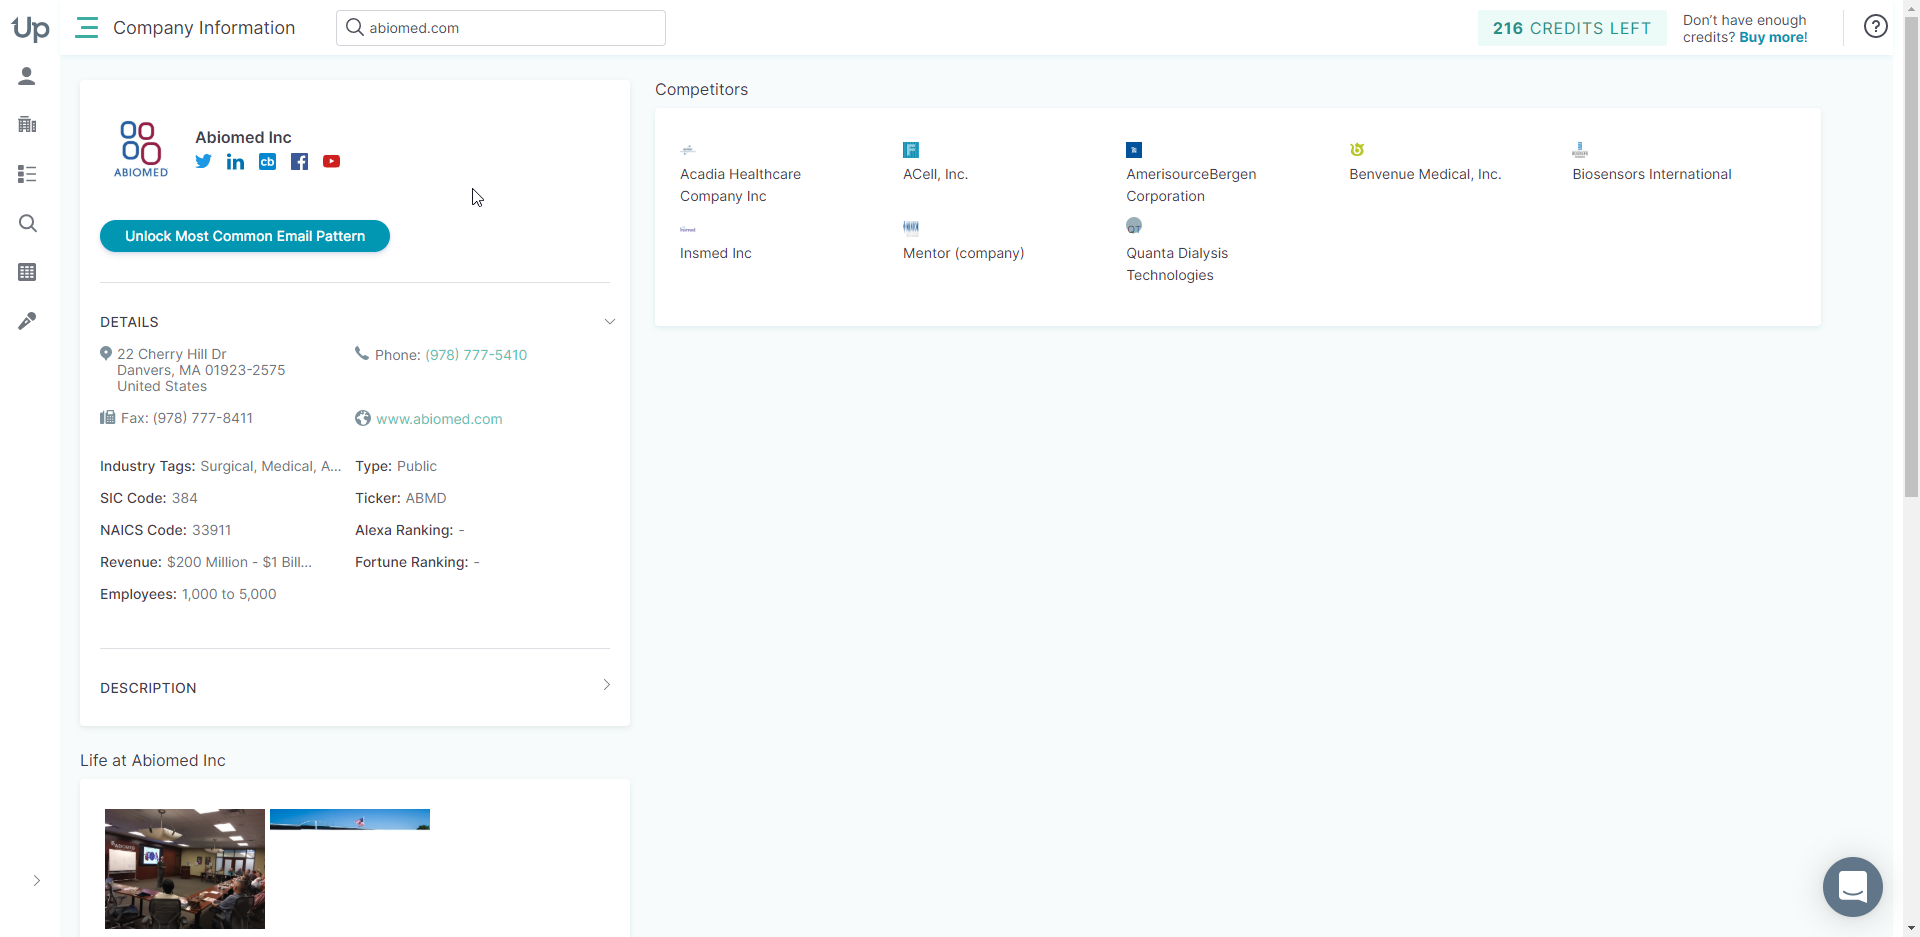 Up
Company Information
abiomed.com
216 CREDITS LEFT
Don't have enough
credits? Buy more!
?
ABIOMED
Abiomed Inc
cb
Unlock Most Common Email Pattern
DETAILS
22 Cherry Hill Dr
Danvers, MA 01923-2575
United States
Phone: (978) 777-5410
Fax: (978) 777-8411
www.abiomed.com
Industry Tags: Surgical, Medical, A...
Type: Public
SIC Code: 384
Ticker: ABMD
NAICS Code: 33911
Alexa Ranking: -
Revenue: $200 Million - $1 Bill...
Fortune Ranking: -
Employees: 1,000 to 5,000
DESCRIPTION
Life at Abiomed Inc
ABIOMED
Competitors
Acadia Healthcare
Company Inc
ACell, Inc.
AmerisourceBergen
Corporation
Benvenue Medical, Inc.
Biosensors International
Insmed Inc
Mentor (company)
QT
Quanta Dialysis
Technologies